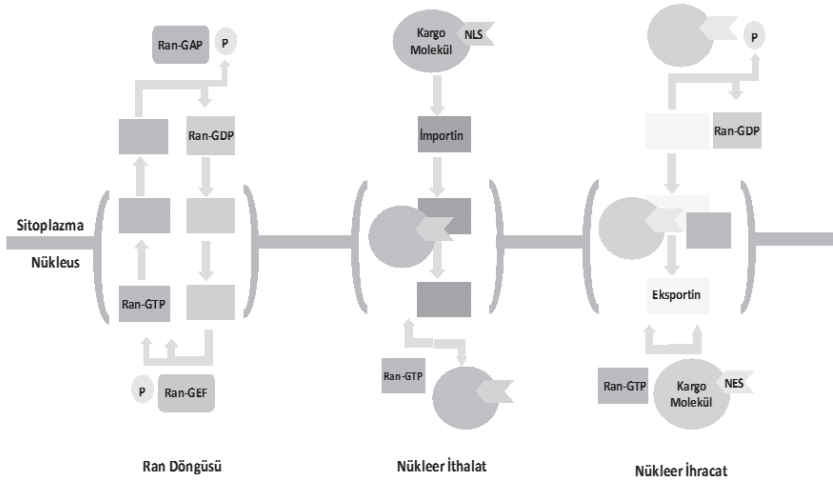 Ran-GAP
P
Ran-GDP
Ran-GTP
P
Ran-GEF
Ran Döngüsü
Sitoplazma
Nükleus
Kargo
Molekül
NLS
İmportin
Ran-GTP
Nükleer İthalat
P
Ran-GDP
Eksportin
Ran-GTP
Kargo
Molekül
NES
Nükleer İhracat